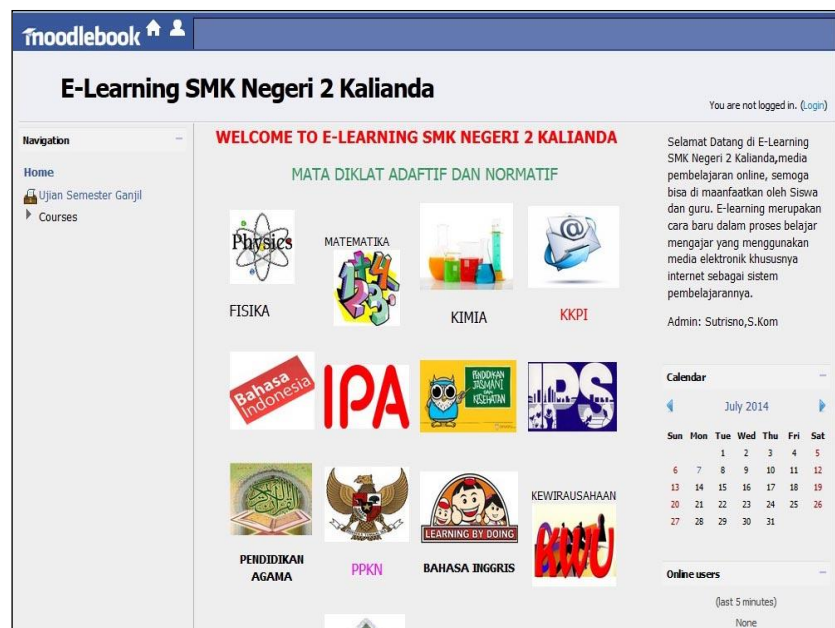 moodlebook
E-Learning SMK Negeri 2 Kalianda
You are not logged in. (Login)
Navigation
Home
Ujian Semester Ganjil
Courses
WELCOME TO E-LEARNING SMK NEGERI 2 KALIANDA
MATA DIKLAT ADAPTIF DAN NORMATIF
Physics
FISIKA
MATEMATIKA
1+4
23
KIMIA
@
KKPI
Bahasa
Indonesia
IPA
PENDIDIKAN
JASMANI
DAN
KESEHATAN
IPS
PENDIDIKAN
AGAMA
PPKN
LEARNING BY DOING
BAHASA INGGRIS
KEWIRAUSAHAAN
KWU
Selamat Datang di E-Learning
SMK Negeri 2 Kalianda,media
pembelajaran online, semoga
bisa di maanfaatkan oleh Siswa
dan guru. E-learning merupakan
cara baru dalam proses belajar
mengajar yang menggunakan
media elektronik khususnya
internet sebagai sistem
pembelajarannya.
Admin: Sutrisno,S.Kom
Calendar
July 2014
Sun Mon Tue Wed Thu Fri Sat
1 2 3 4 5
6 7 8 9 10 11 12
13 14 15 16 17 18 19
20 21 22 23 24 25 26
27 28 29 30 31
Online users
(last 5 minutes)
None